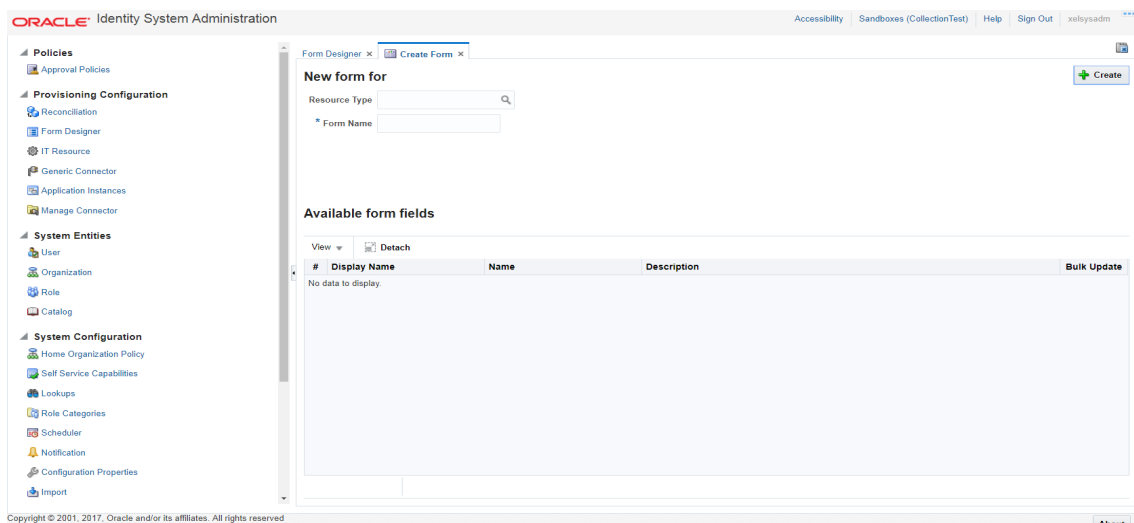 ORACLE Identity System Administration
Accessibility Sandboxes (CollectionTest) Help Sign Out xelsysadm
Policies
Approval Policies
Provisioning Configuration
Reconciliation
Form Designer
IT Resource
Generic Connector
Application Instances
Manage Connector
System Entities
User
Organization
Role
Catalog
System Configuration
Home Organization Policy
Self Service Capabilities
Lookups
Role Categories
Scheduler
Notification
Configuration Properties
Import
Form Designer × Create Form ×
New form for
Create
Resource Type
* Form Name
Available form fields
View Detach
# Display Name Name Description Bulk Update
No data to display.
Copyright © 2001, 2017, Oracle and/or its affiliates. All rights reserved
About